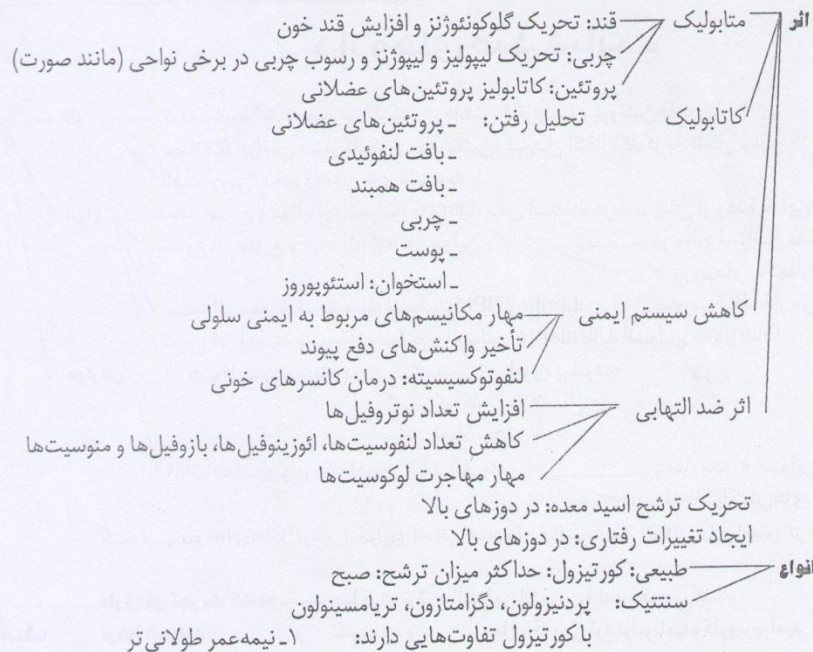 اثر متابولیک قند: تحریک گلوکونئوژنز و افزایش قند خون
چربی: تحریک لیپولیز و لیپوژنز و رسوب چربی در برخی نواحی (مانند صورت)
پروتئین: کاتابولیز پروتئین‌های عضلانی
کاتابولیک تحلیل رفتن: ـ پروتئین‌های عضلانی
ـ بافت لنفوئیدی
ـ بافت همبند
ـ چربی
ـ پوست
ـ استخوان: استئوپوروز
کاهش سیستم ایمنی مهار مکانیسم‌های مربوط به ایمنی سلولی
تأخیر واکنش‌های دفع پیوند
لنفوتوکسیسیته: درمان کانسرهای خونی
اثر ضد التهابی افزایش تعداد نوتروفیل‌ها
کاهش تعداد لنفوسیت‌ها، ائوزینوفیل‌ها، بازوفیل‌ها و منوسیت‌ها
مهار مهاجرت لوکوسیت‌ها
تحریک ترشح اسید معده: در دوزهای بالا
ایجاد تغییرات رفتاری: در دوزهای بالا
انواع طبیعی: کورتیزول: حداکثر میزان ترشح: صبح
سنتتیک: پردنیزولون، دگزامتازون، تریامسینولون
با کورتیزول تفاوت‌هایی دارند: ۱ـ نیمه‌عمر طولانی‌تر